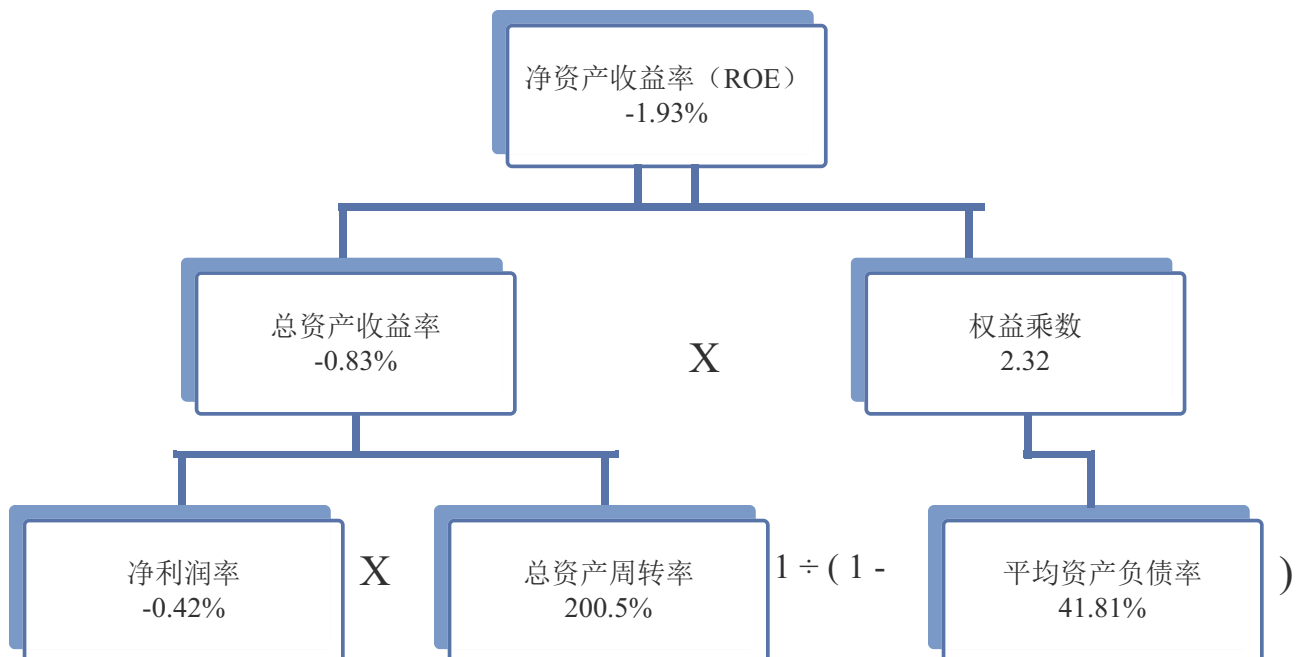 净资产收益率（ROE）
-1.93%
总资产收益率
-0.83%
X
权益乘数
2.32
净利润率
-0.42%
X
总资产周转率
200.5%
1 ÷ ( 1 -
平均资产负债率
41.81%
)